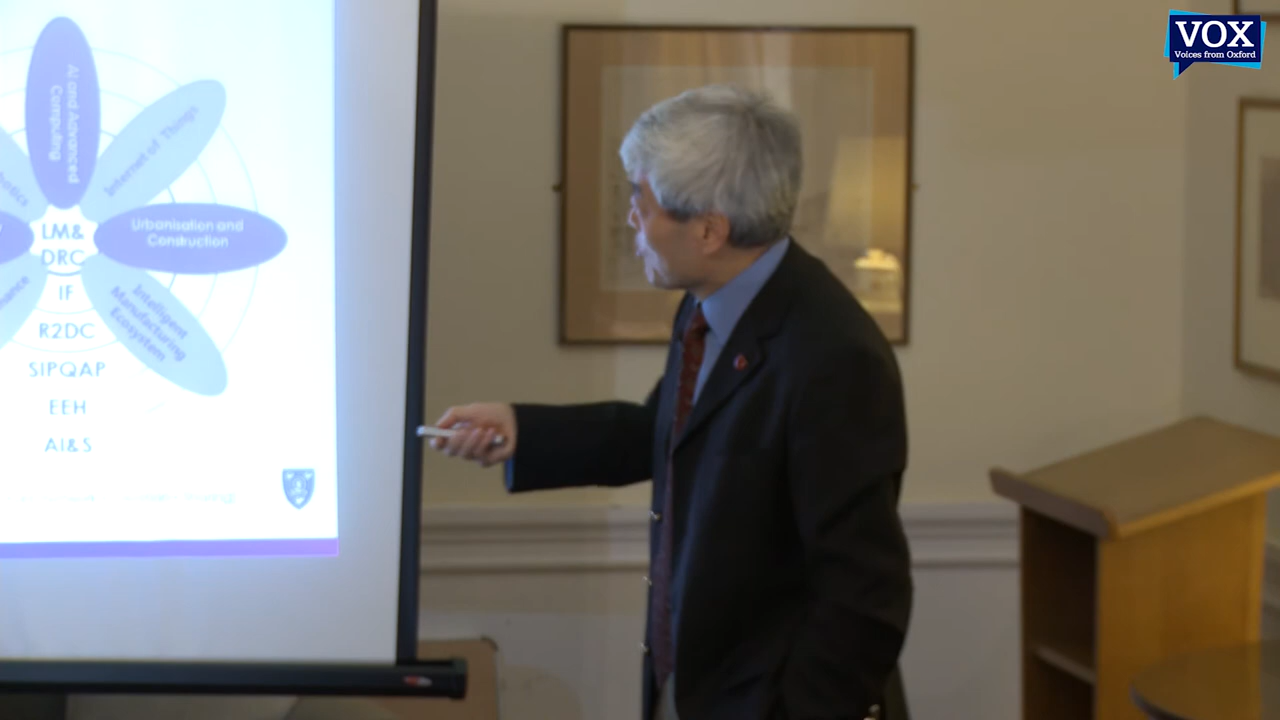 VOX
Voices from Oxford
AI and Advanced
Computing
Internet of Things
Urbanisation and
Construction
LM&
DRC
Intelligent
Manufacturing
Ecosystem
IF
R2DC
SIPQAP
EEH
AI&S